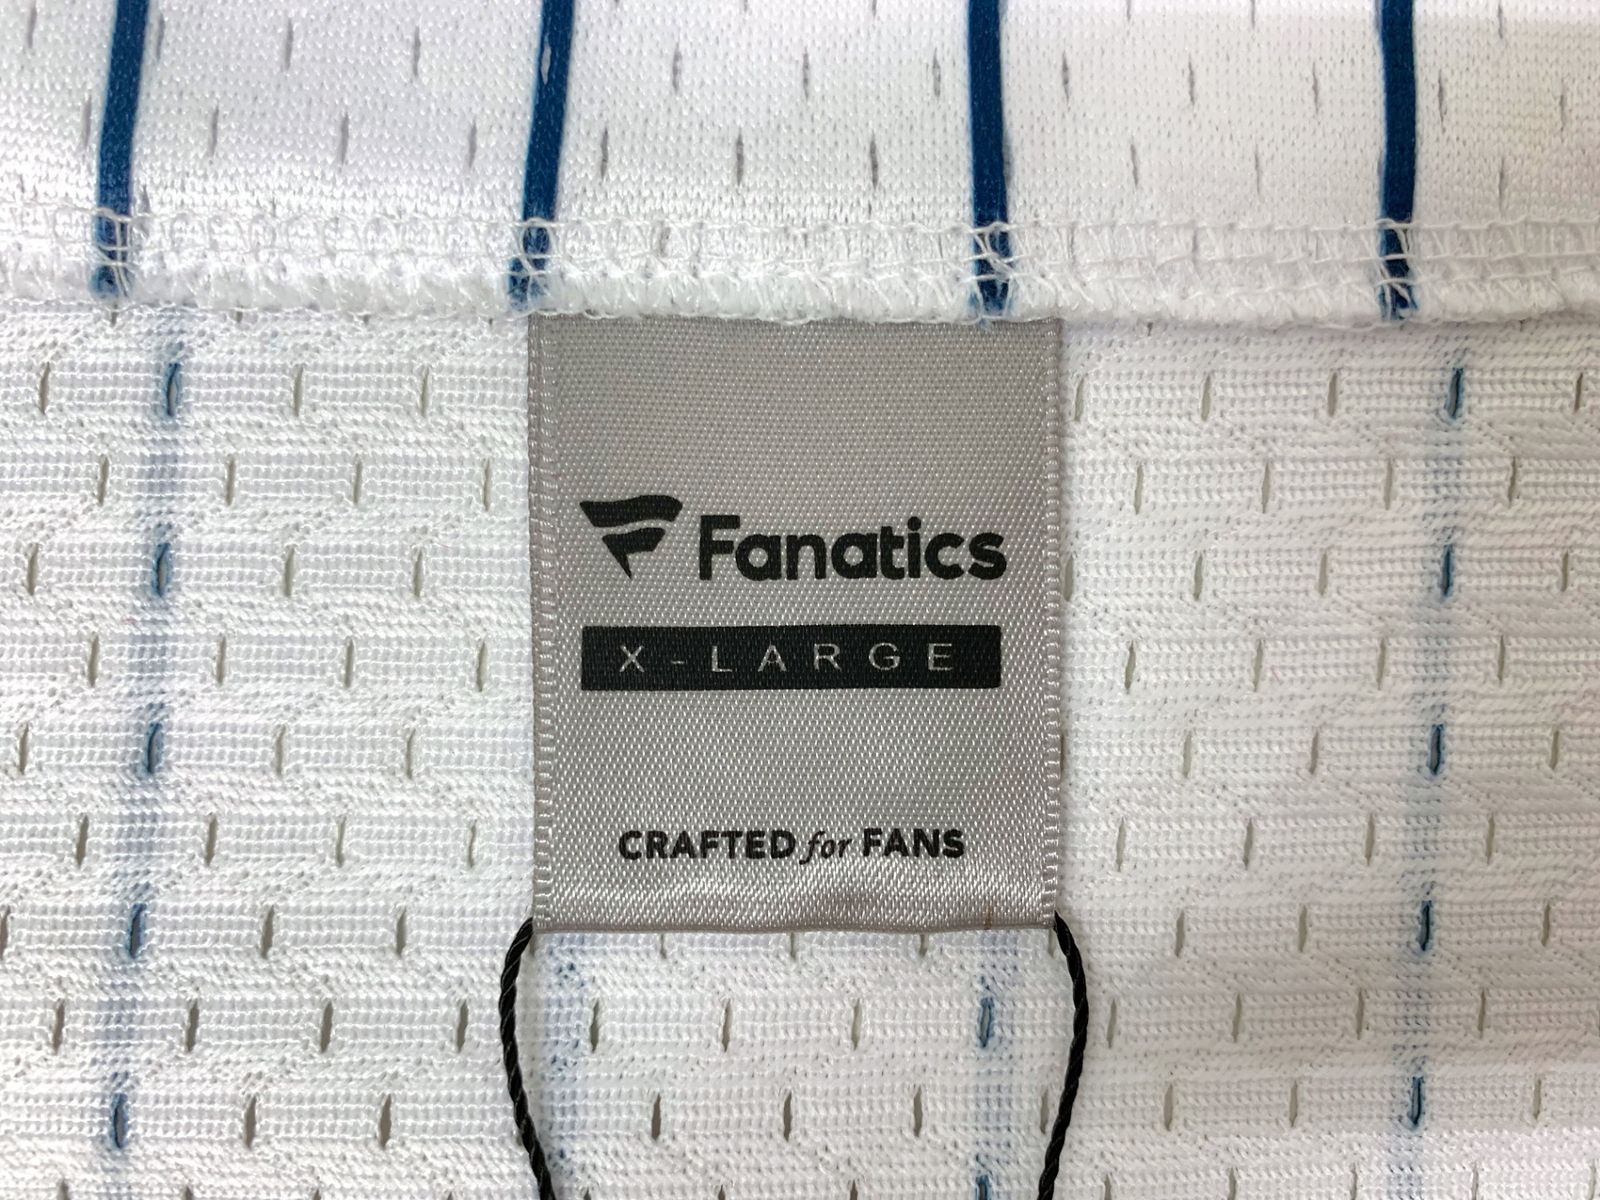 Fanatics
X-LARGE
CRAFTED for FANS